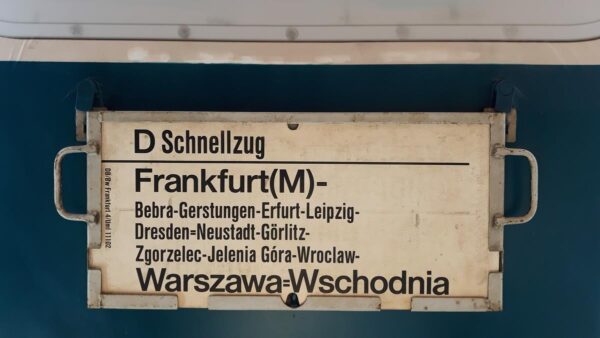 D Schnellzug
Frankfurt(M)-
Bebra-Gerstungen-Erfurt-Leipzig-
Dresden=Neustadt-Görlitz-
Zgorzelec-Jelenia Góra-Wroclaw-
Warszawa=Wschodnia